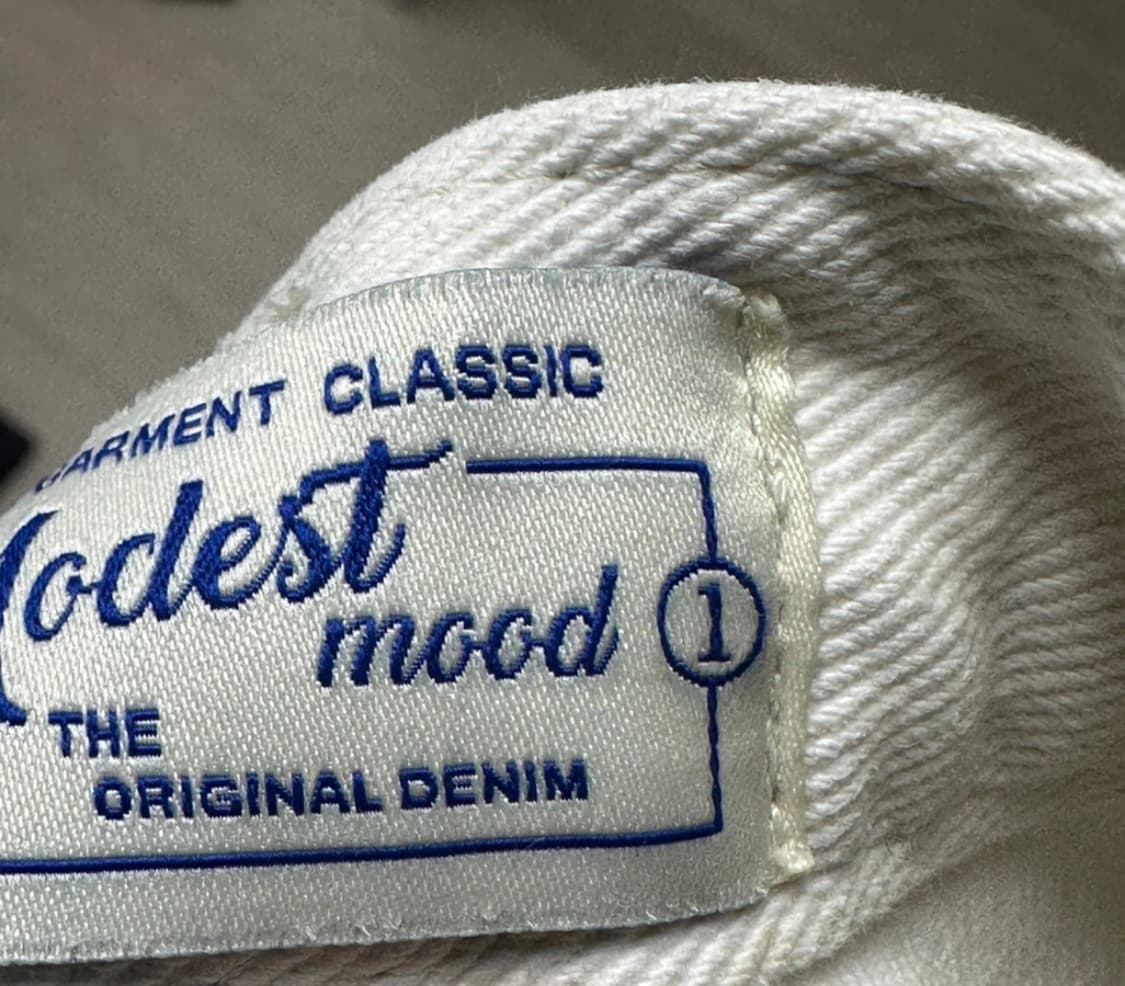 GARMENT CLASSIC
Modest
mood
1
THE
ORIGINAL DENIM